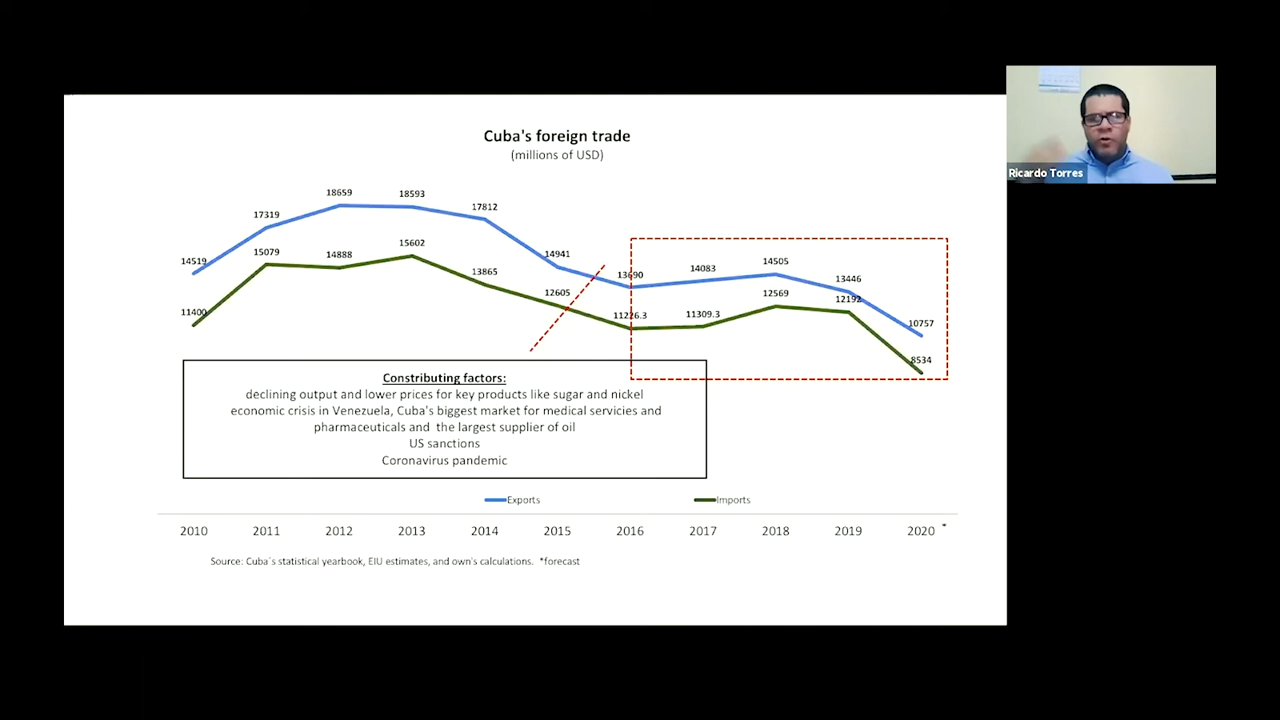 Cuba's foreign trade
(millions of USD)
18659
18593
17812
17319
14519
15079
14888
15602
13865
14941
12605
11400
13690
14083
14505
13446
12569
12192
11226.3
11309.3
10757
8534
Constributing factors:
declining output and lower prices for key products like sugar and nickel
economic crisis in Venezuela, Cuba's biggest market for medical servicies and
pharmaceuticals and the largest supplier of oil
US sanctions
Coronavirus pandemic
Exports Imports
2010 2011 2012 2013 2014 2015 2016 2017 2018 2019 2020 *
Source: Cuba´s statistical yearbook, EIU estimates, and own's calculations. *forecast
Ricardo Torres